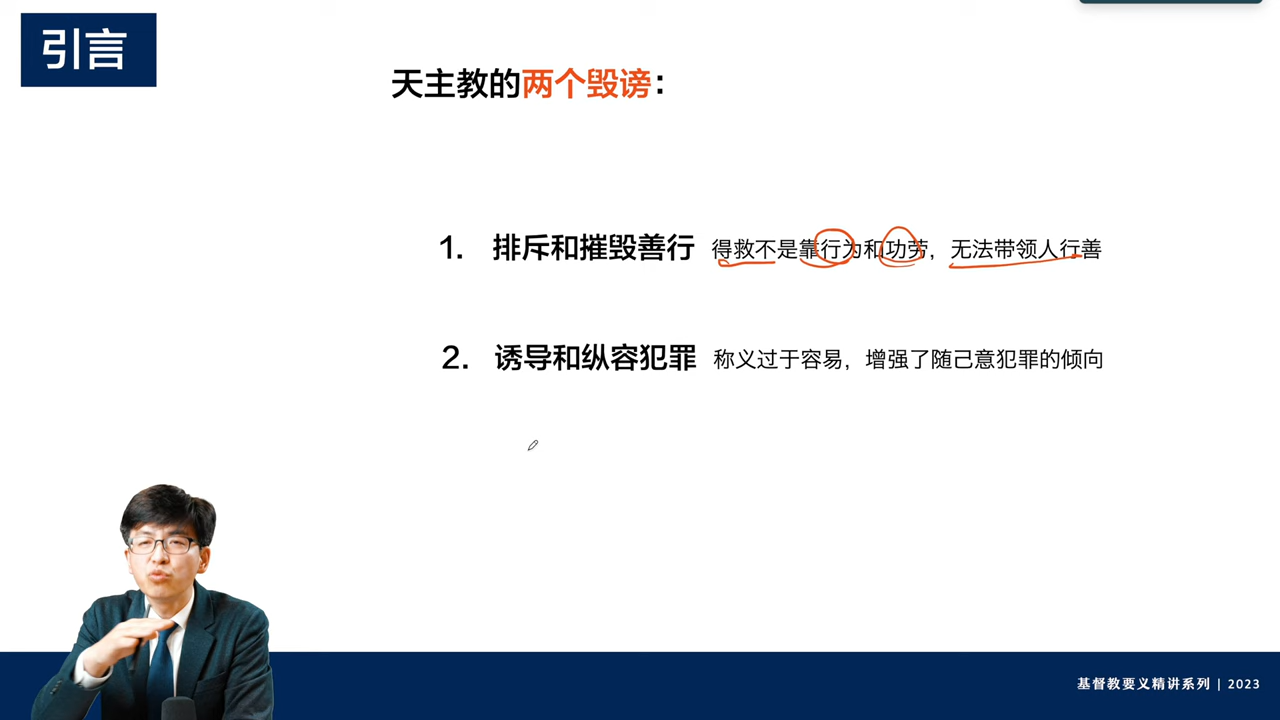 引言
天主教的两个毁谤：
1. 排斥和摧毁善行 得救不是靠行为和功劳，无法带领人行善
2. 诱导和纵容犯罪 称义过于容易，增强了随己意犯罪的倾向
基督教要义精讲系列 | 2023